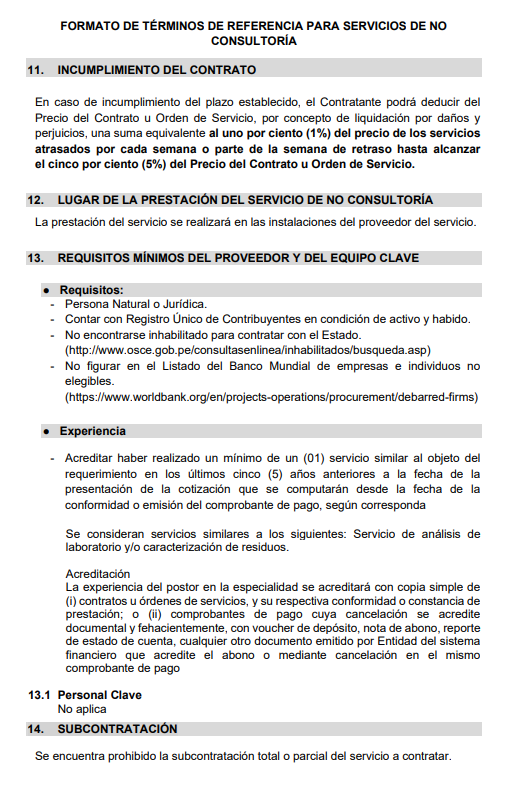 FORMATO DE TÉRMINOS DE REFERENCIA PARA SERVICIOS DE NO
CONSULTORÍA
11. INCUMPLIMIENTO DEL CONTRATO
En caso de incumplimiento del plazo establecido, el Contratante podrá deducir del
Precio del Contrato u Orden de Servicio, por concepto de liquidación por daños y
perjuicios, una suma equivalente al uno por ciento (1%) del precio de los servicios
atrasados por cada semana o parte de la semana de retraso hasta alcanzar
el cinco por ciento (5%) del Precio del Contrato u Orden de Servicio.
12. LUGAR DE LA PRESTACIÓN DEL SERVICIO DE NO CONSULTORÍA
La prestación del servicio se realizará en las instalaciones del proveedor del servicio.
13. REQUISITOS MÍNIMOS DEL PROVEEDOR Y DEL EQUIPO CLAVE
● Requisitos:
- Persona Natural o Jurídica.
- Contar con Registro Único de Contribuyentes en condición de activo y habido.
- No encontrarse inhabilitado para contratar con el Estado.
(http://www.osce.gob.pe/consultasenlinea/inhabilitados/busqueda.asp)
- No figurar en el Listado del Banco Mundial de empresas e individuos no
elegibles.
(https://www.worldbank.org/en/projects-operations/procurement/debarred-firms)
● Experiencia
- Acreditar haber realizado un mínimo de un (01) servicio similar al objeto del
requerimiento en los últimos cinco (5) años anteriores a la fecha de la
presentación de la cotización que se computarán desde la fecha de la
conformidad o emisión del comprobante de pago, según corresponda
Se consideran servicios similares a los siguientes: Servicio de análisis de
laboratorio y/o caracterización de residuos.
Acreditación
La experiencia del postor en la especialidad se acreditará con copia simple de
(i) contratos u órdenes de servicios, y su respectiva conformidad o constancia de
prestación; o (ii) comprobantes de pago cuya cancelación se acredite
documental y fehacientemente, con voucher de depósito, nota de abono, reporte
de estado de cuenta, cualquier otro documento emitido por Entidad del sistema
financiero que acredite el abono o mediante cancelación en el mismo
comprobante de pago
13.1 Personal Clave
No aplica
14. SUBCONTRATACIÓN
Se encuentra prohibido la subcontratación total o parcial del servicio a contratar.